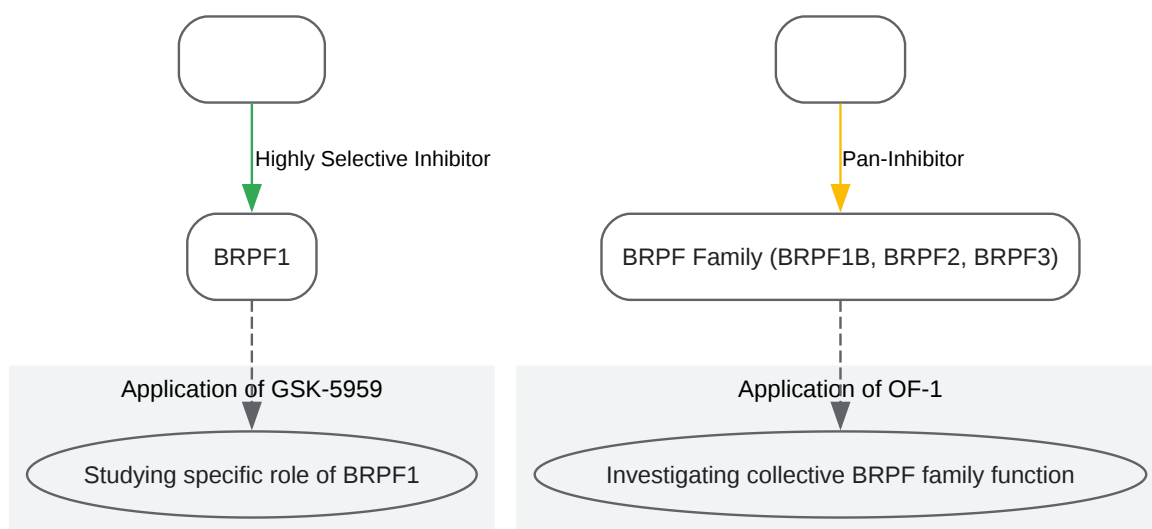 Highly Selective Inhibitor
Pan-Inhibitor
BRPF1
BRPF Family (BRPF1B, BRPF2, BRPF3)
Application of GSK-5959
Application of OF-1
Studying specific role of BRPF1
Investigating collective BRPF family function